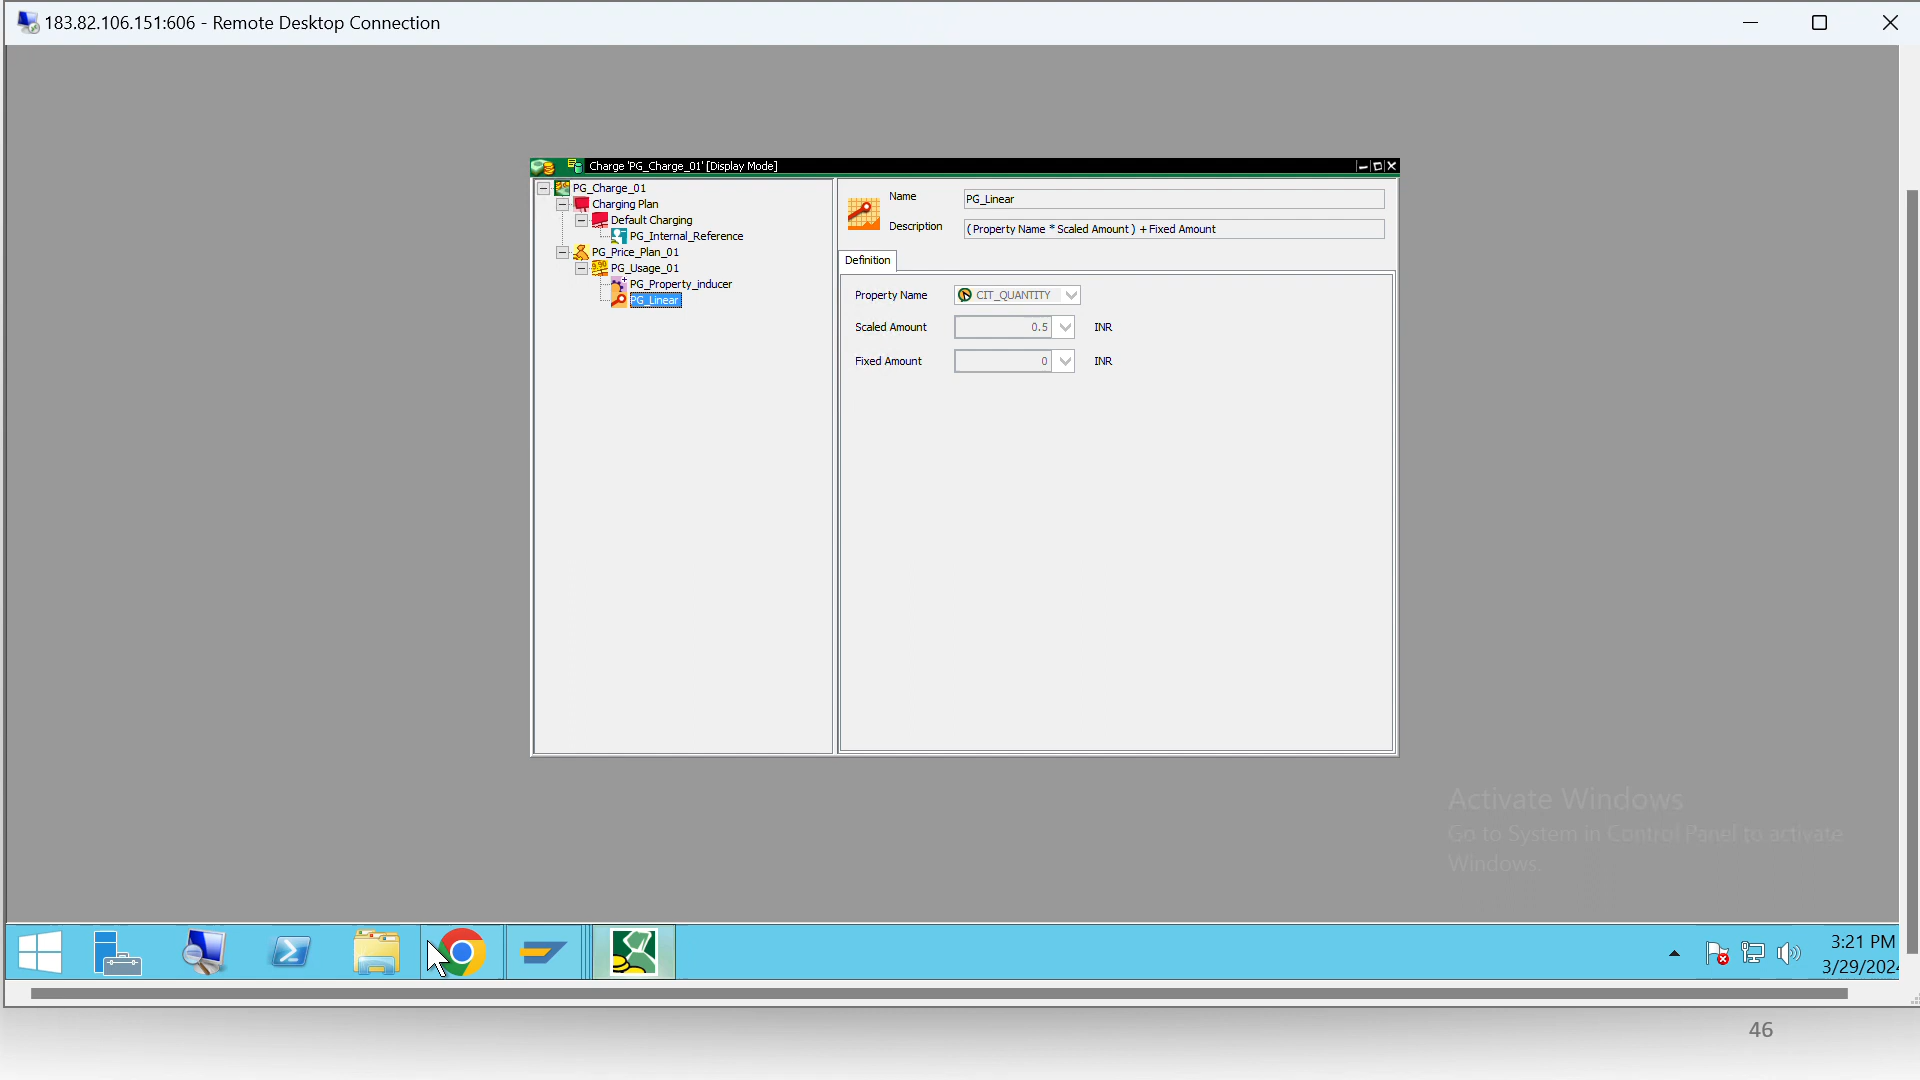 183.82.106.151:606 - Remote Desktop Connection
Charge 'PG_Charge_01' [Display Mode]
PG_Charge_01
Charging Plan
Default Charging
PG_Internal_Reference
PG_Price_Plan_01
PG_Usage_01
PG_Property_inducer
PG_Linear
Name
PG_Linear
Description
( Property Name * Scaled Amount ) + Fixed Amount
Definition
Property Name
CIT_QUANTITY
Scaled Amount
0.5
INR
Fixed Amount
0
INR
Activate Windows
Go to System in Control Panel to activate
Windows.
3:21 PM
3/29/2024
46